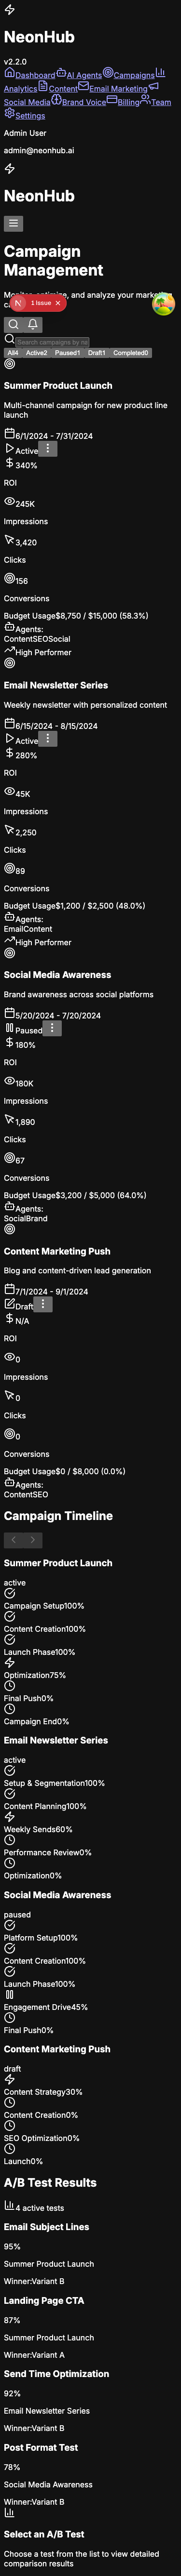 NeonHub
v2.2.0
Dashboard AI Agents Campaigns
Analytics Content Email Marketing
Social Media Brand Voice Billing Team
Settings
Admin User
admin@neonhub.ai
NeonHub
Campaign
Management
Monitor, optimize, and analyze your marketing
N 1 Issue ×
Search campaigns by na
All4 Active2 Paused1 Draft1 Completed0
Summer Product Launch
Multi-channel campaign for new product line
launch
6/1/2024 - 7/31/2024
Active
340%
ROI
245K
Impressions
3,420
Clicks
156
Conversions
Budget Usage$8,750 / $15,000 (58.3%)
Agents:
ContentSEOSocial
High Performer
Email Newsletter Series
Weekly newsletter with personalized content
6/15/2024 - 8/15/2024
Active
280%
ROI
45K
Impressions
2,250
Clicks
89
Conversions
Budget Usage$1,200 / $2,500 (48.0%)
Agents:
EmailContent
High Performer
Social Media Awareness
Brand awareness across social platforms
5/20/2024 - 7/20/2024
Paused
180%
ROI
180K
Impressions
1,890
Clicks
67
Conversions
Budget Usage$3,200 / $5,000 (64.0%)
Agents:
SocialBrand
Content Marketing Push
Blog and content-driven lead generation
7/1/2024 - 9/1/2024
Draft
N/A
ROI
0
Impressions
0
Clicks
0
Conversions
Budget Usage$0 / $8,000 (0.0%)
Agents:
ContentSEO
Campaign Timeline
Summer Product Launch
active
Campaign Setup100%
Content Creation100%
Launch Phase100%
Optimization75%
Final Push0%
Campaign End0%
Email Newsletter Series
active
Setup & Segmentation100%
Content Planning100%
Weekly Sends60%
Performance Review0%
Optimization0%
Social Media Awareness
paused
Platform Setup100%
Content Creation100%
Launch Phase100%
Engagement Drive45%
Final Push0%
Content Marketing Push
draft
Content Strategy30%
Content Creation0%
SEO Optimization0%
Launch0%
A/B Test Results
4 active tests
Email Subject Lines
95%
Summer Product Launch
Winner:Variant B
Landing Page CTA
87%
Summer Product Launch
Winner:Variant A
Send Time Optimization
92%
Email Newsletter Series
Winner:Variant B
Post Format Test
78%
Social Media Awareness
Winner:Variant B
Select an A/B Test
Choose a test from the list to view detailed
comparison results